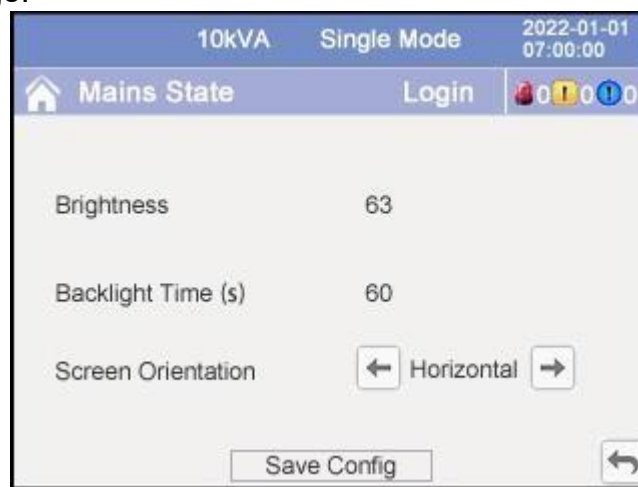 10kVA Single Mode 2022-01-01
07:00:00
Mains State Login 0 ! 0 ! 0
Brightness 63
Backlight Time (s) 60
Screen Orientation ← Horizontal →
Save Config